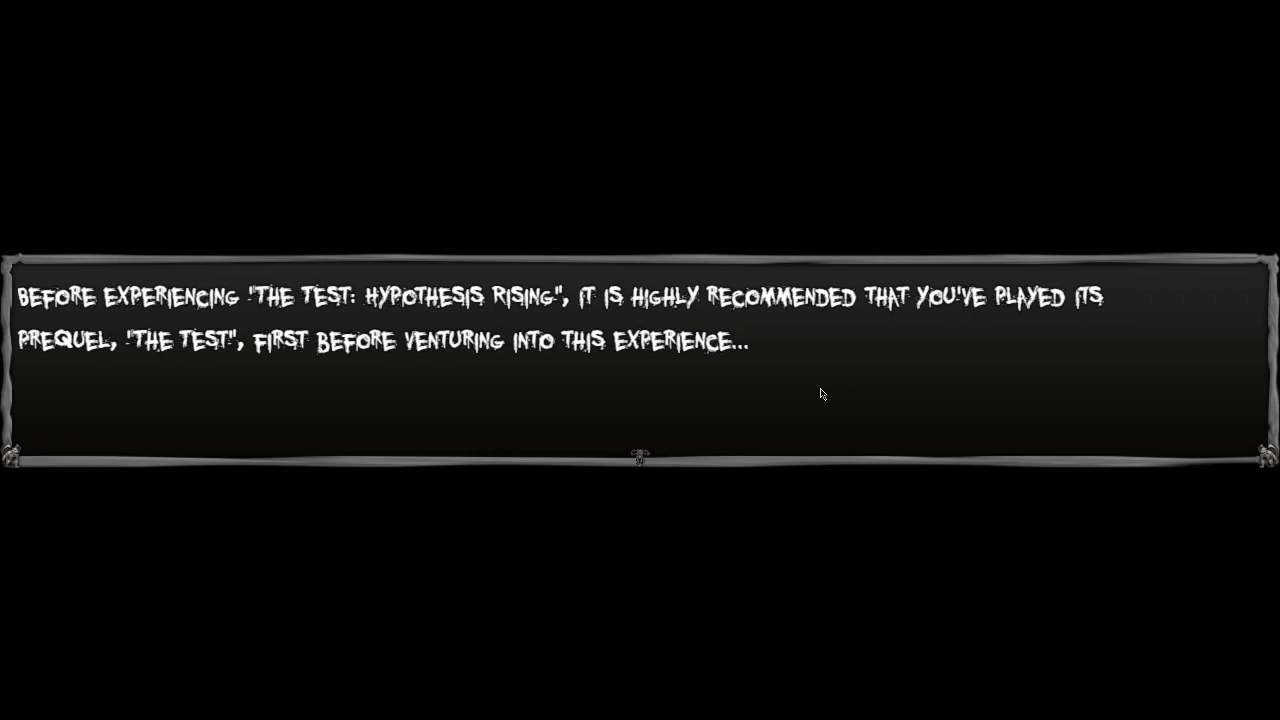 BEFORE EXPERIENCING "THE TEST: HYPOTHESIS RISING", IT IS HIGHLY RECOMMENDED THAT YOU'VE PLAYED ITS
PREQUEL, "THE TEST", FIRST BEFORE VENTURING INTO THIS EXPERIENCE...